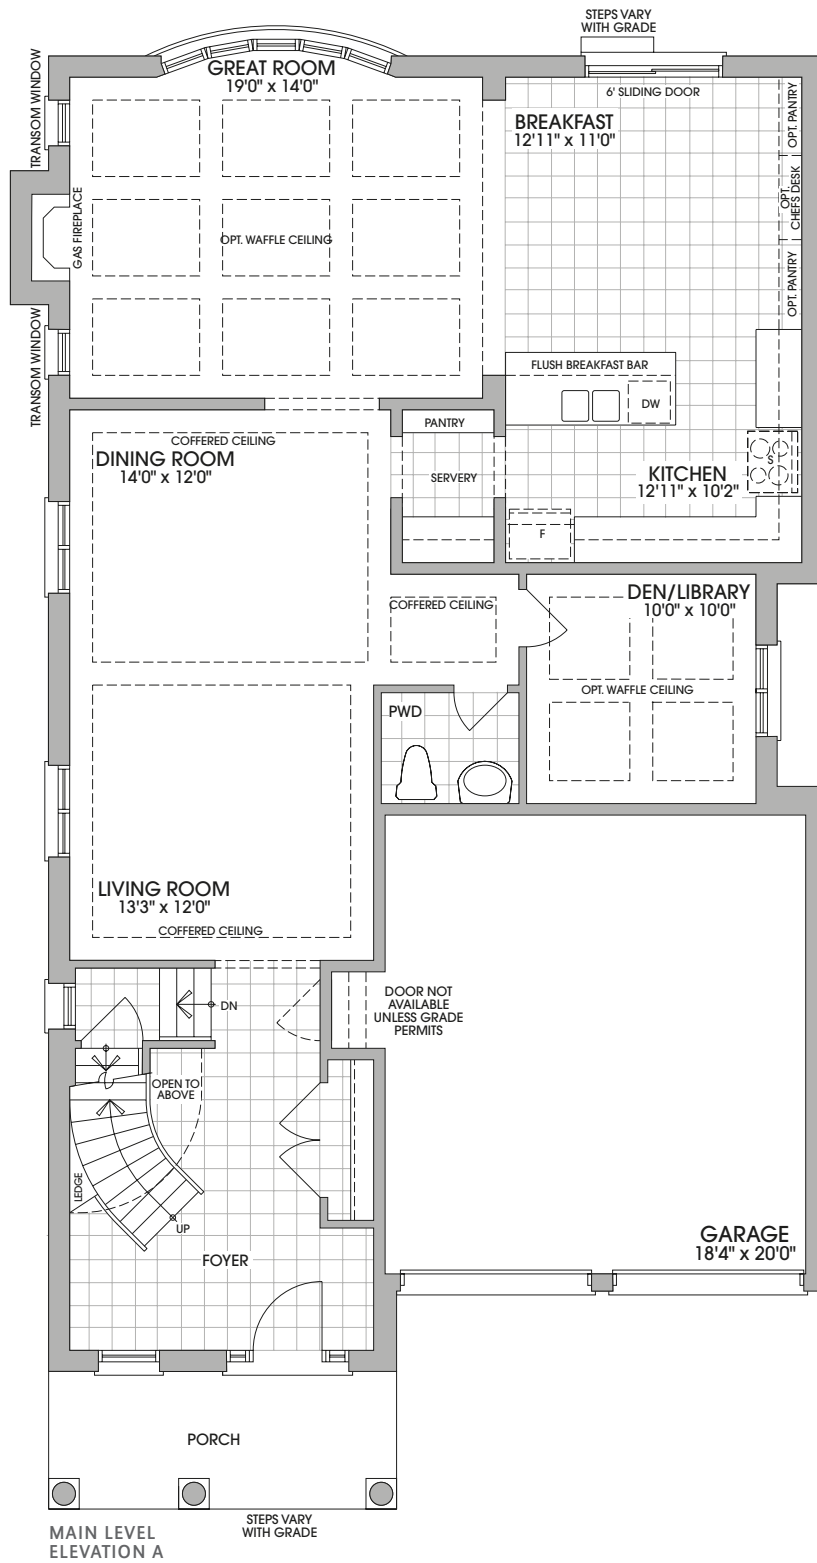 STEPS VARY
WITH GRADE
TRANSOM WINDOW
GREAT ROOM
19'0" x 14'0"
6' SLIDING DOOR
OPT. PANTRY
BREAKFAST
12'11" x 11'0"
OPT.
CHEFS DESK
GAS FIREPLACE
OPT. WAFFLE CEILING
OPT. PANTRY
TRANSOM WINDOW
FLUSH BREAKFAST BAR
DW
PANTRY
COFFERED CEILING
DINING ROOM
14'0" x 12'0"
SERVERY
S
KITCHEN
12'11" x 10'2"
F
COFFERED CEILING
DEN/LIBRARY
10'0" x 10'0"
OPT. WAFFLE CEILING
PWD
LIVING ROOM
13'3" x 12'0"
COFFERED CEILING
DN
DOOR NOT
AVAILABLE
UNLESS GRADE
PERMITS
OPEN TO
ABOVE
LEDGE
UP
FOYER
GARAGE
18'4" x 20'0"
PORCH
STEPS VARY
WITH GRADE
MAIN LEVEL
ELEVATION A